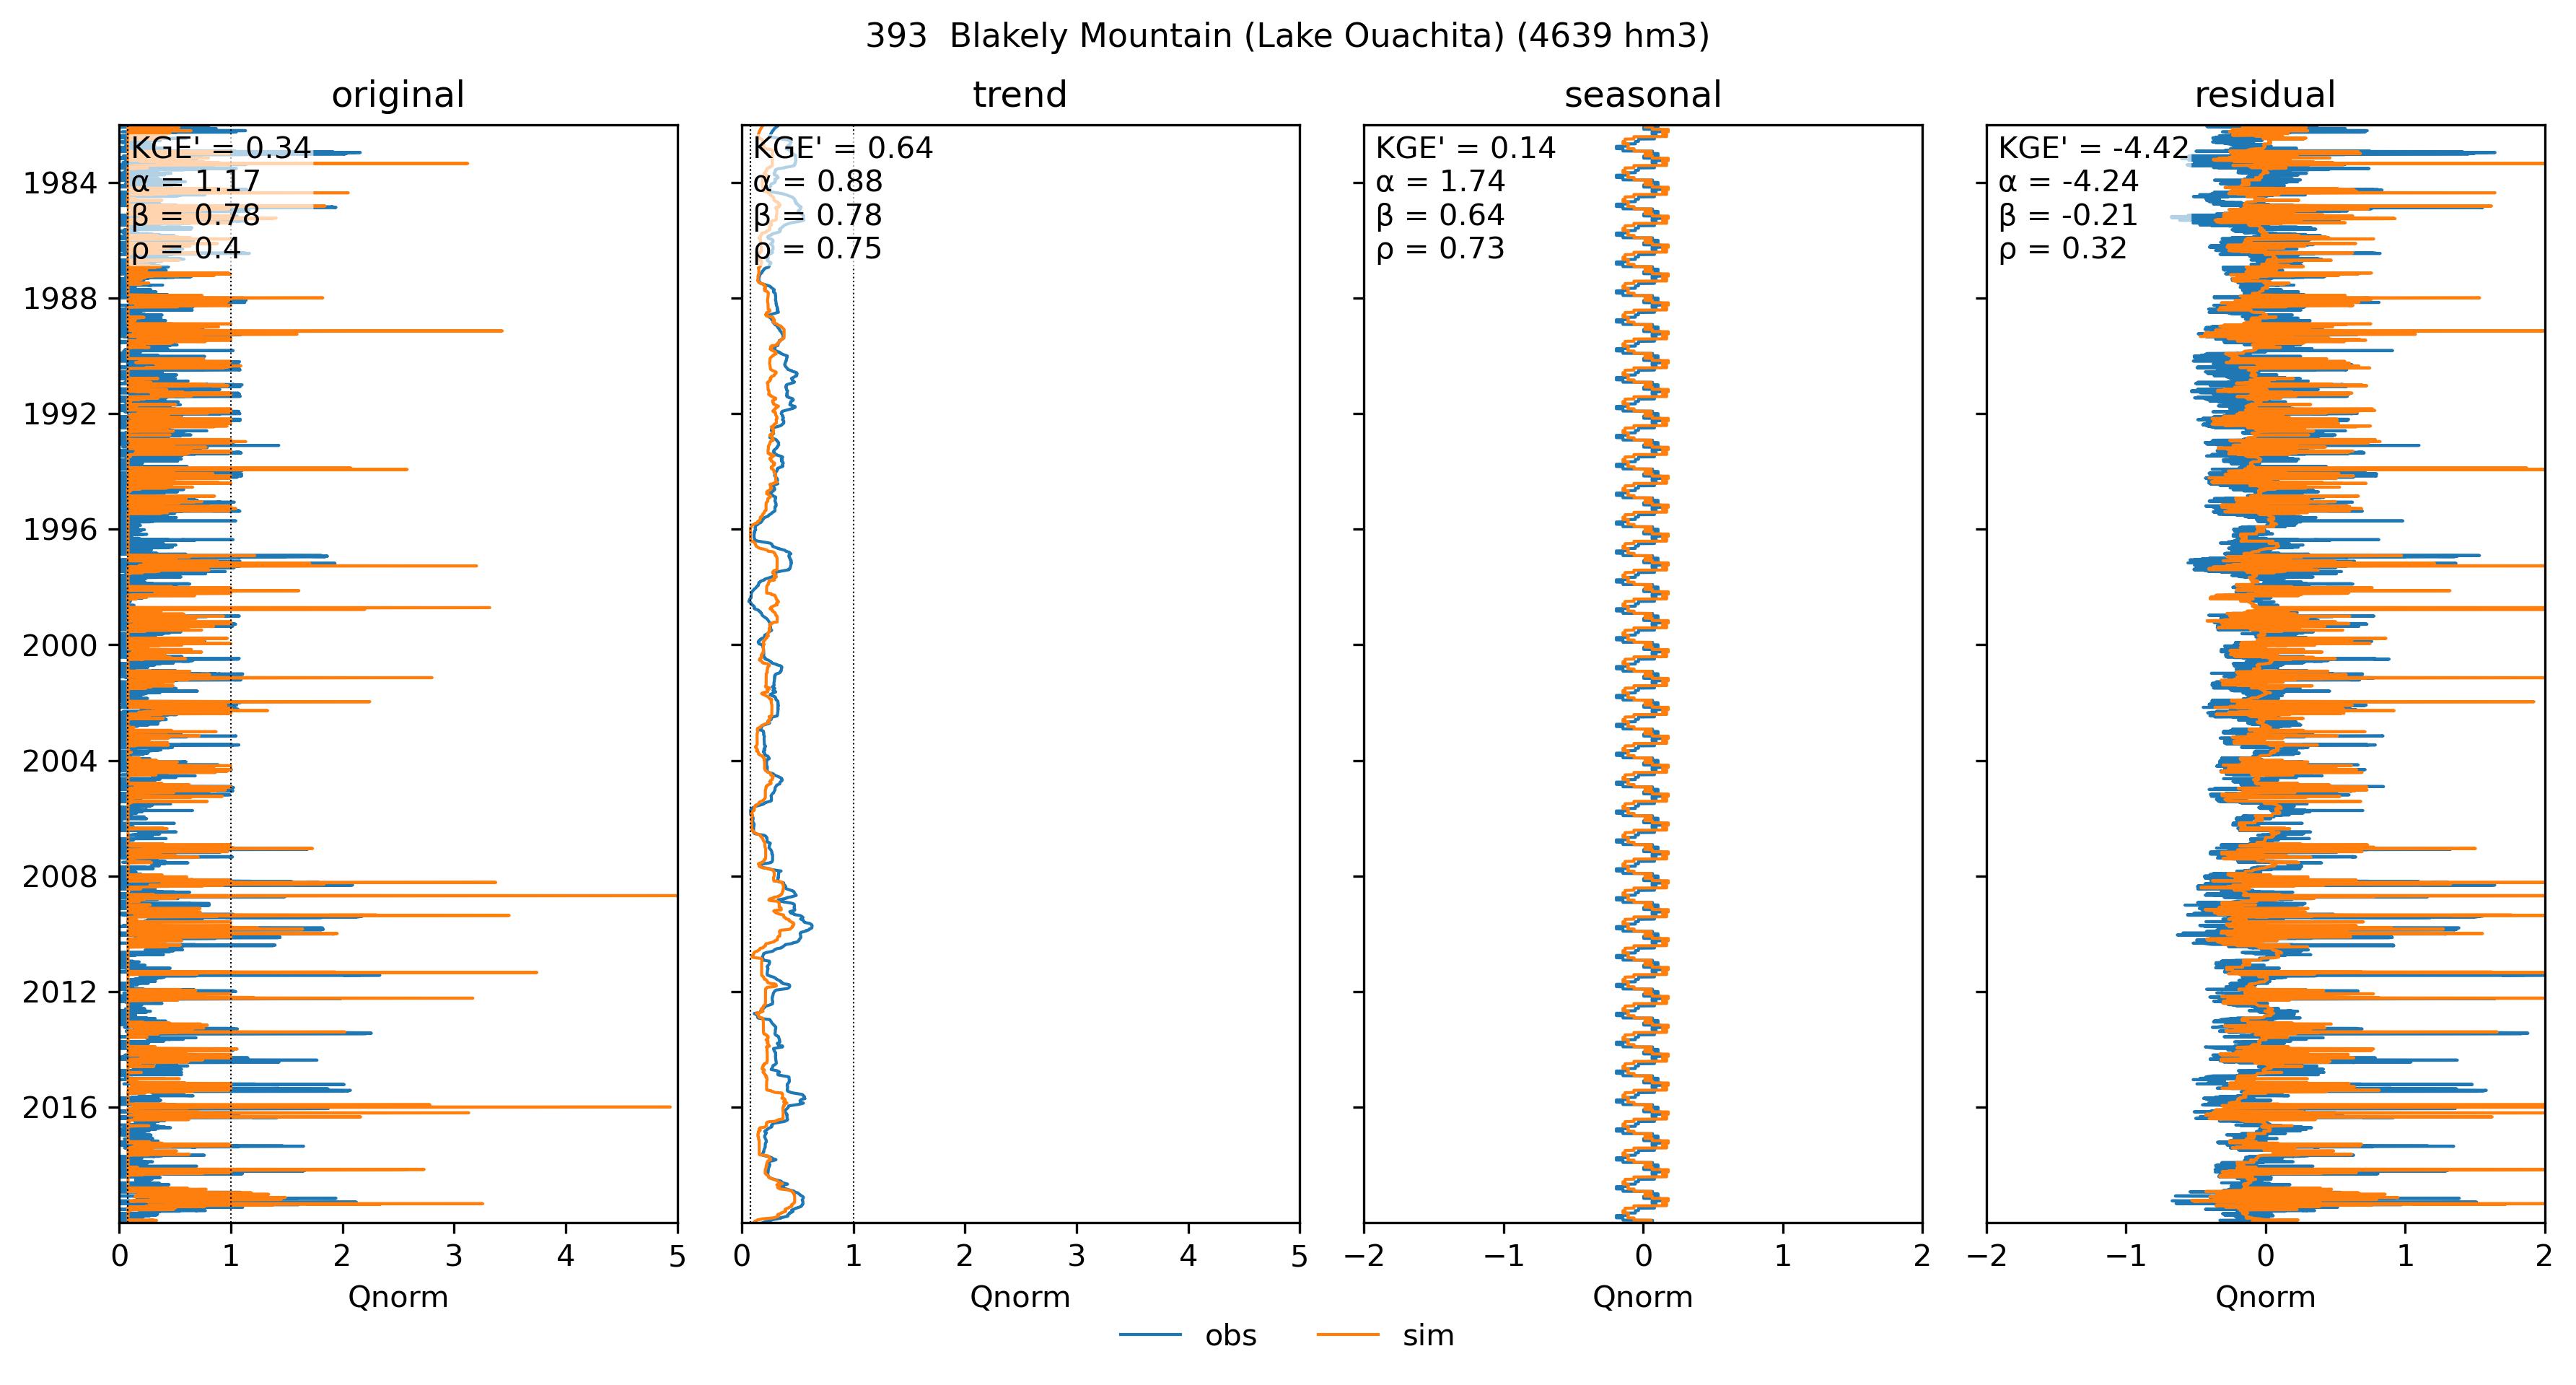 393  Blakely Mountain (Lake Ouachita) (4639 hm3)
original
KGE' = 0.34
α = 1.17
β = 0.78
ρ = 0.4
1984
1988
1992
1996
2000
2004
2008
2012
2016
0 1 2 3 4 5
Qnorm
trend
KGE' = 0.64
α = 0.88
β = 0.78
ρ = 0.75
0 1 2 3 4 5
Qnorm
seasonal
KGE' = 0.14
α = 1.74
β = 0.64
ρ = 0.73
−2 −1 0 1 2
Qnorm
residual
KGE' = -4.42
α = -4.24
β = -0.21
ρ = 0.32
−2 −1 0 1 2
Qnorm
obs sim